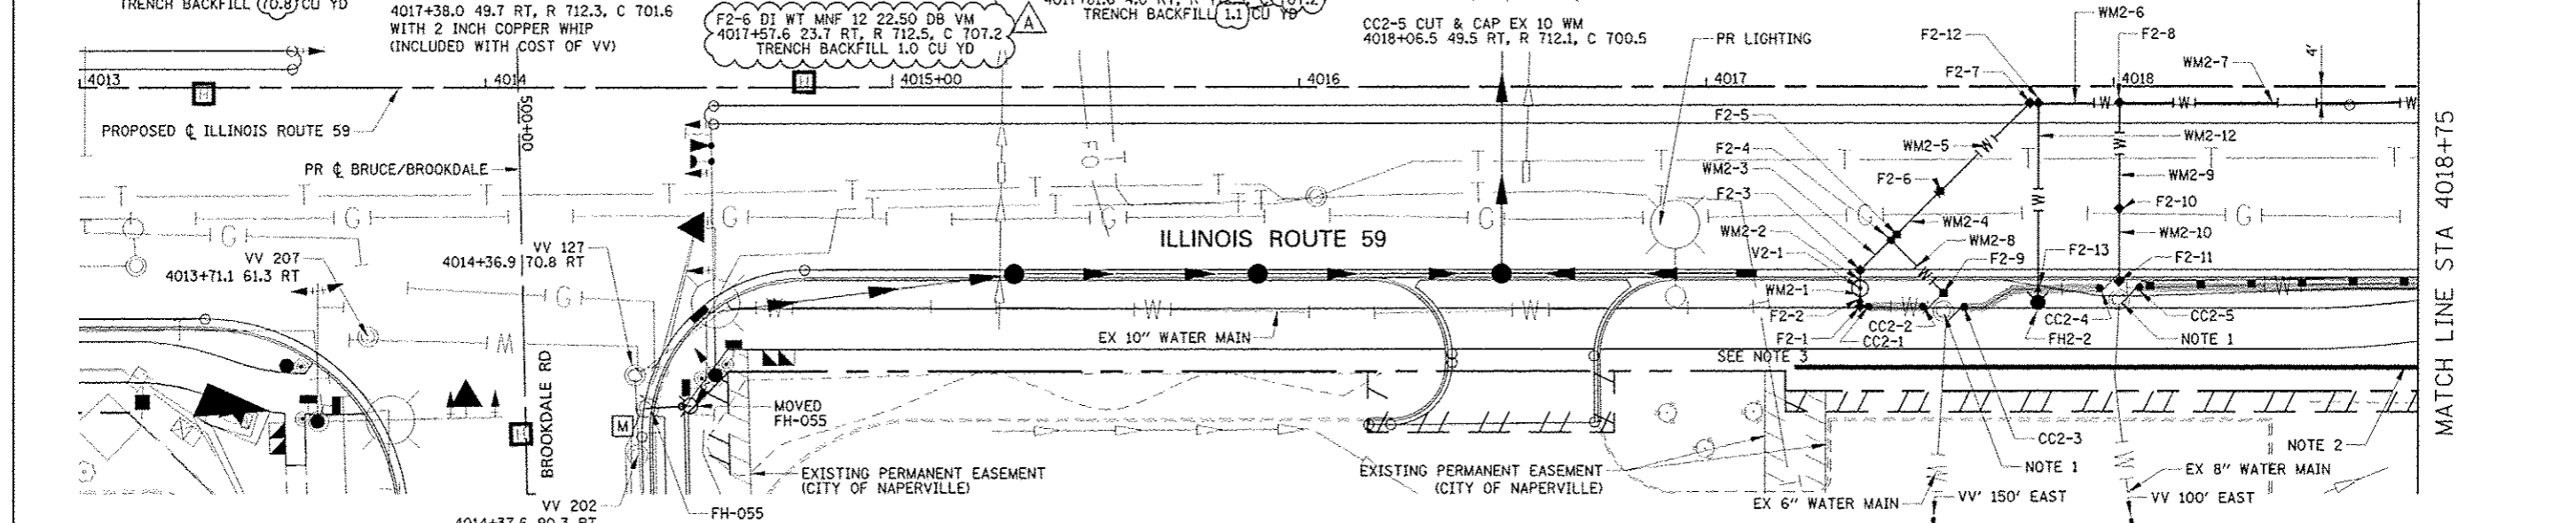 TRENCH BACKFILL 70.8 CU YD
4017+38.0 49.7 RT, R 712.3, C 701.6
WITH 2 INCH COPPER WHIP
(INCLUDED WITH COST OF VV)
F2-6 DI WT MNF 12 22.50 DB VM
4017+57.6 23.7 RT, R 712.5, C 707.2
TRENCH BACKFILL 1.0 CU YD
A
TRENCH BACKFILL 1.1 CU YD
CC2-5 CUT & CAP EX 10 WM
4018+06.5 49.5 RT, R 712.1, C 700.5
PR LIGHTING
WM2-6
F2-12
F2-8
F2-7
WM2-7
4'
4013
4014
4015+00
4016
4017
4018
500+00
PROPOSED ℄ ILLINOIS ROUTE 59
PR ℄ BRUCE/BROOKDALE
F2-5
F2-4
WM2-3
F2-3
WM2-2
V2-1
WM2-1
F2-2
F2-1
CC2-1
CC2-2
WM2-5
F2-6
WM2-4
WM2-8
F2-9
WM2-12
WM2-9
F2-10
WM2-10
F2-13
F2-11
CC2-4
CC2-5
FH2-2
NOTE 1
MATCH LINE STA 4018+75
ILLINOIS ROUTE 59
VV 207
4013+71.1 61.3 RT
VV 127
4014+36.9 70.8 RT
EX 10" WATER MAIN
SEE NOTE 3
BROOKDALE RD
M
MOVED
FH-055
EXISTING PERMANENT EASEMENT
(CITY OF NAPERVILLE)
EXISTING PERMANENT EASEMENT
(CITY OF NAPERVILLE)
CC2-3
NOTE 1
NOTE 2
EX 8" WATER MAIN
EX 6" WATER MAIN
VV' 150' EAST
VV 100' EAST
VV 202
4014+37.6 90.3 RT
FH-055